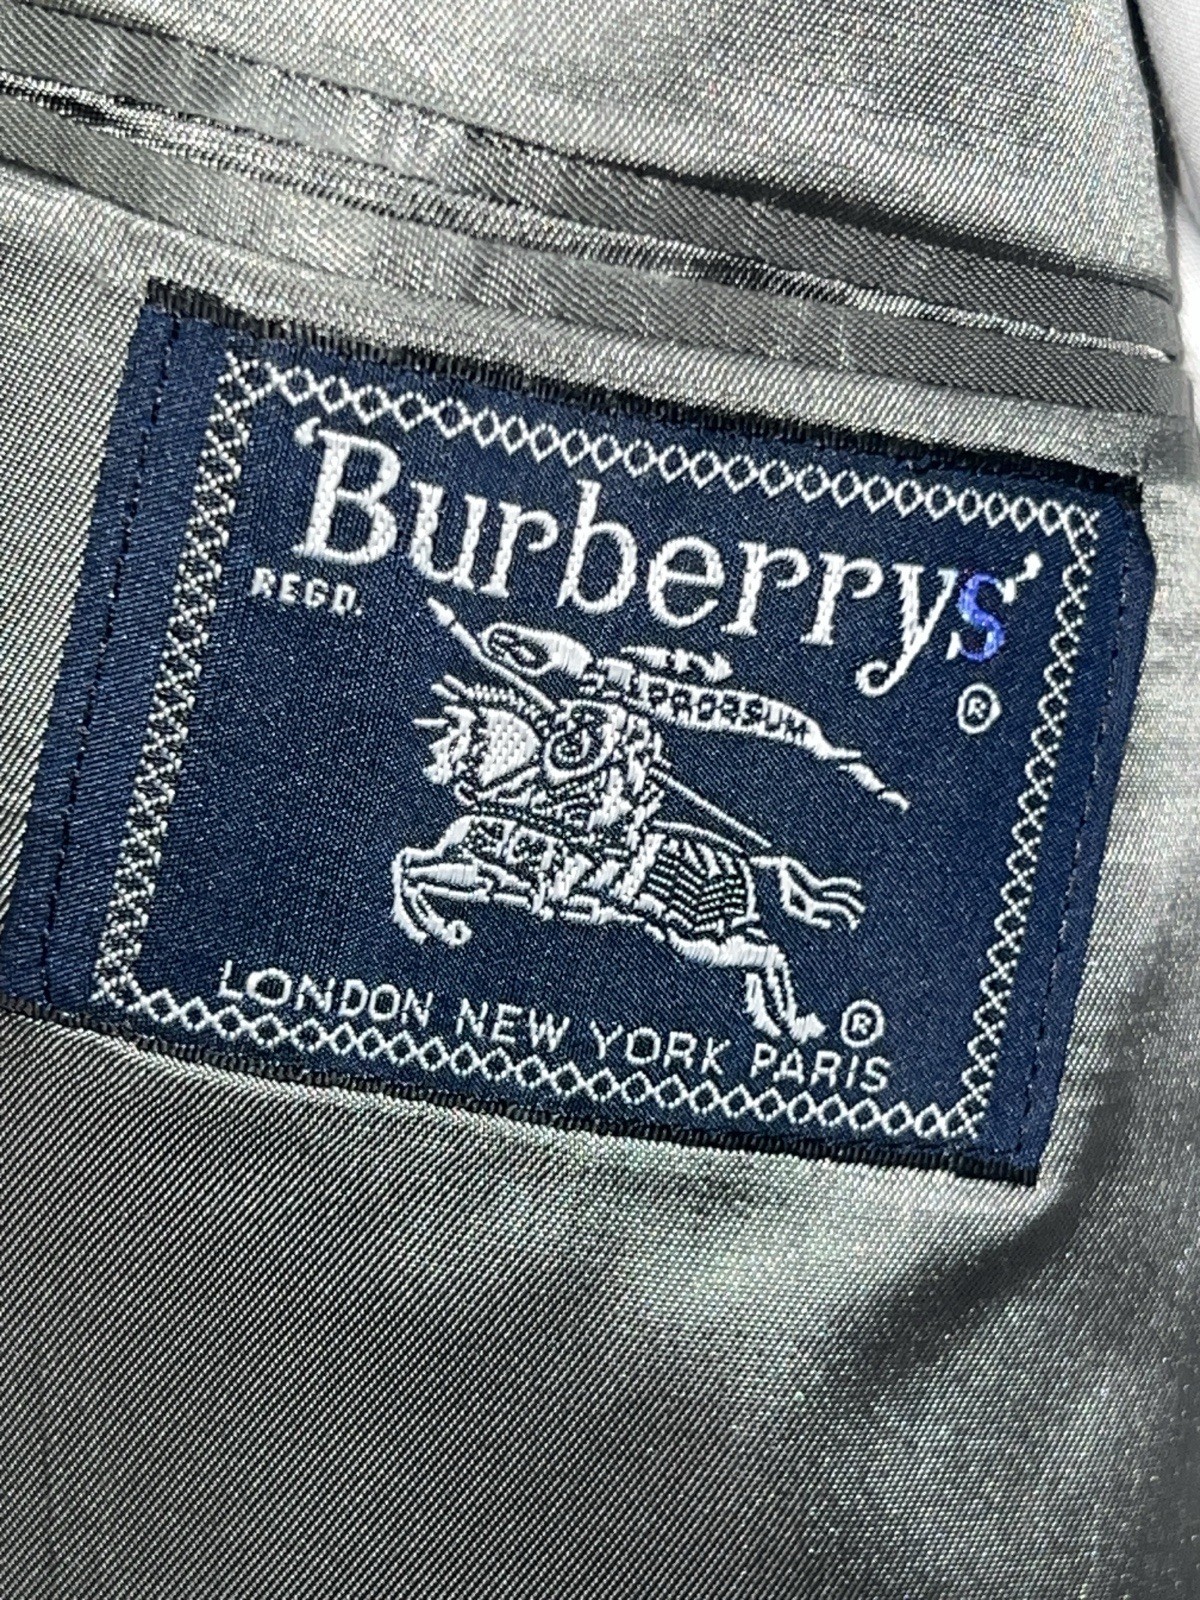 'Burberrys'
REGD.
®
PRORSUM
LONDON NEW YORK PARIS ®